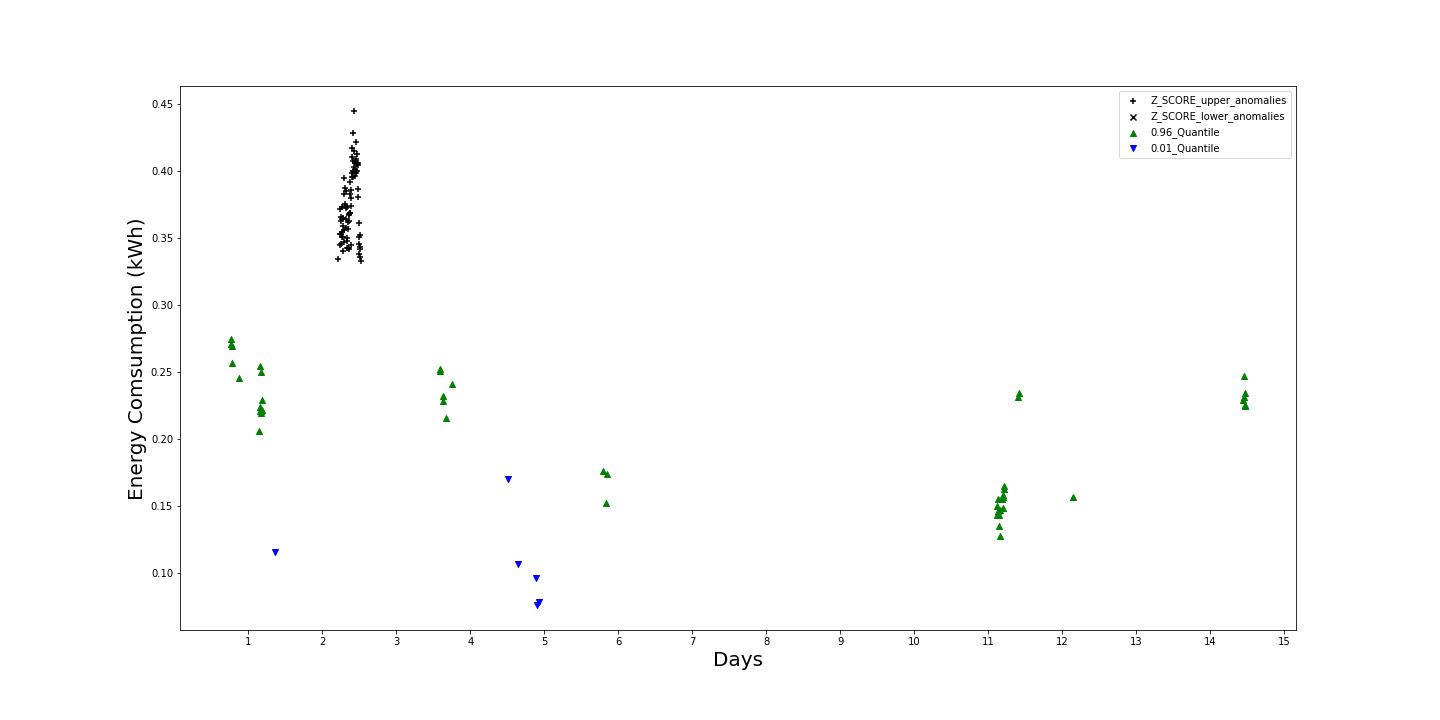 Z_SCORE_upper_anomalies
Z_SCORE_lower_anomalies
0.96_Quantile
0.01_Quantile
0.45
0.40
0.35
0.30
0.25
0.20
0.15
0.10
Energy Comsumption (kWh)
1 2 3 4 5 6 7 8 9 10 11 12 13 14 15
Days